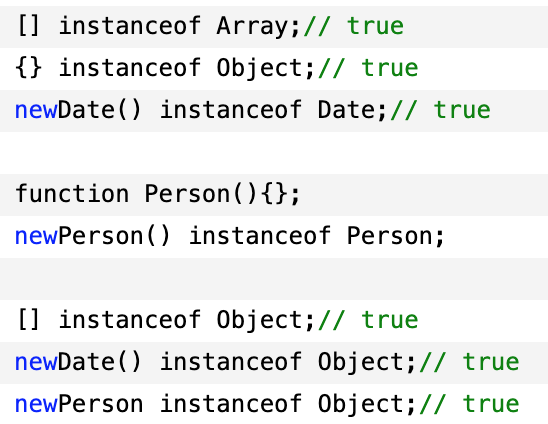 [] instanceof Array;// true
{} instanceof Object;// true
newDate() instanceof Date;// true
function Person(){};
newPerson() instanceof Person;
[] instanceof Object;// true
newDate() instanceof Object;// true
newPerson instanceof Object;// true